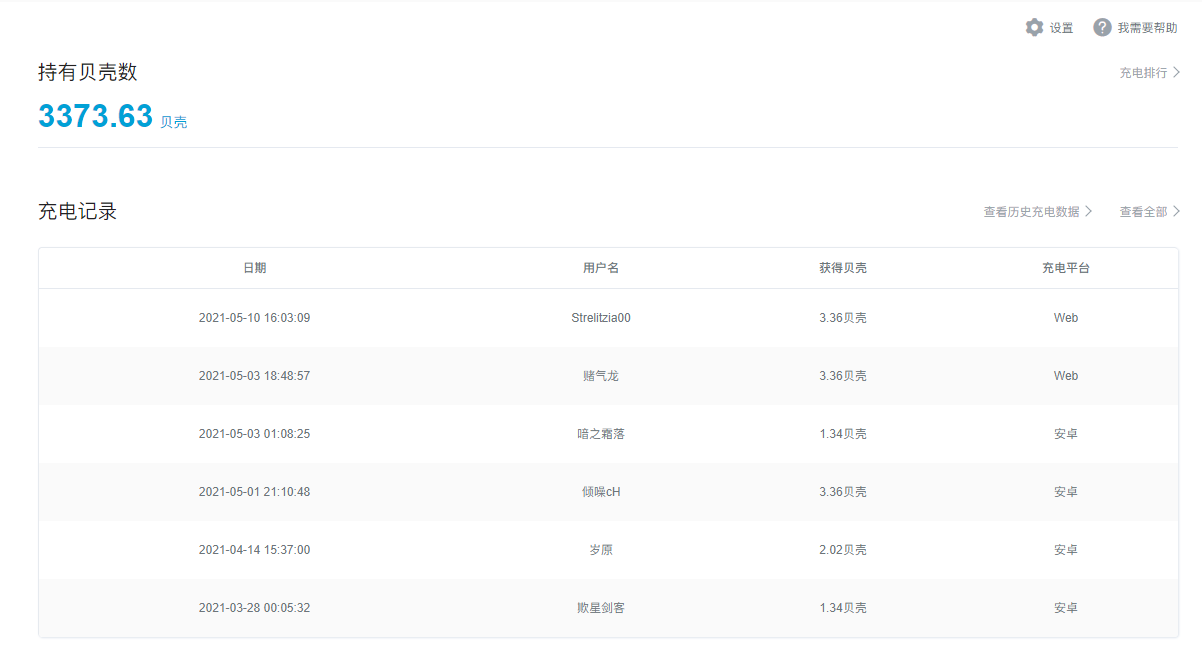 设置 我需要帮助
持有贝壳数 充电排行
3373.63 贝壳
充电记录 查看历史充电数据 查看全部
日期 用户名 获得贝壳 充电平台
2021-05-10 16:03:09 Strelitzia00 3.36贝壳 Web
2021-05-03 18:48:57 赌气龙 3.36贝壳 Web
2021-05-03 01:08:25 喑之霜落 1.34贝壳 安卓
2021-05-01 21:10:48 倾噪cH 3.36贝壳 安卓
2021-04-14 15:37:00 岁原 2.02贝壳 安卓
2021-03-28 00:05:32 欺星剑客 1.34贝壳 安卓